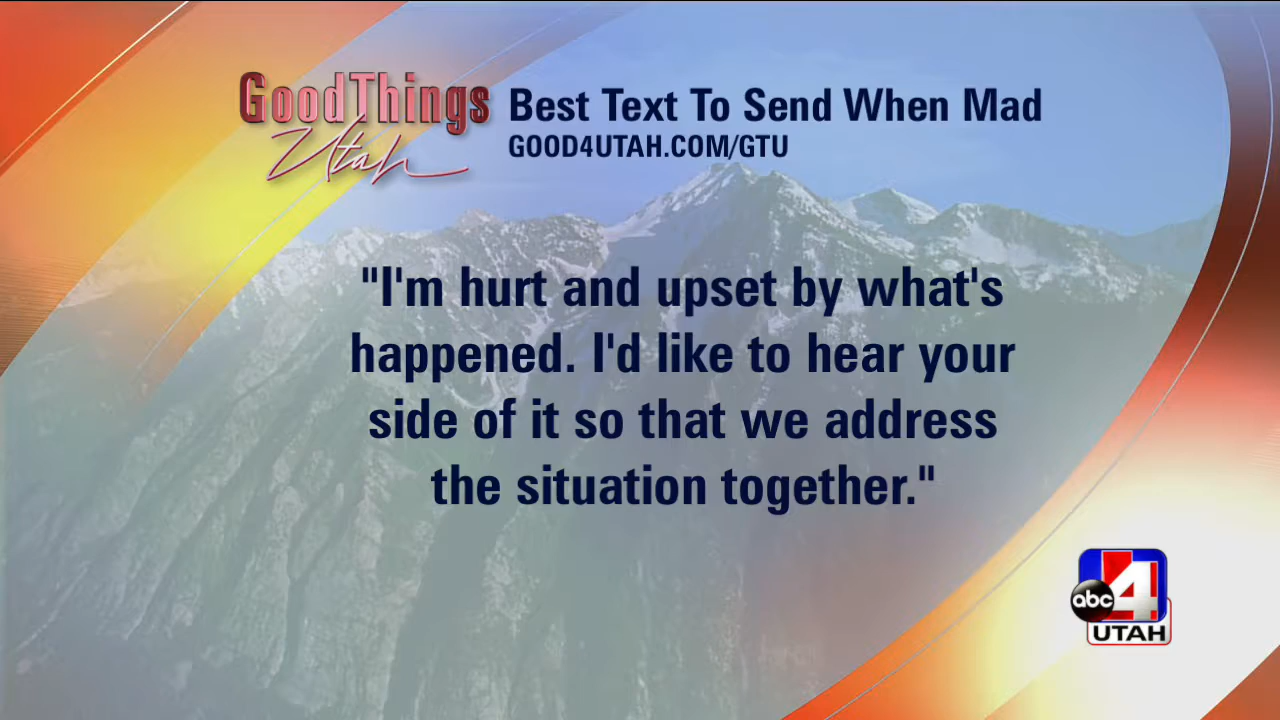 GoodThings
Utah
Best Text To Send When Mad
GOOD4UTAH.COM/GTU
"I'm hurt and upset by what's
happened. I'd like to hear your
side of it so that we address
the situation together."
abc 4
UTAH